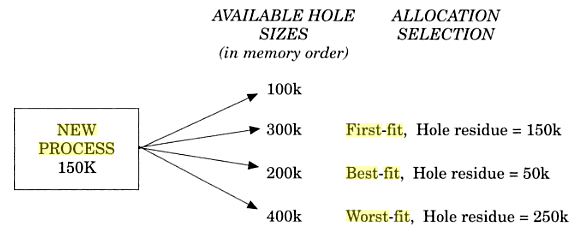 AVAILABLE HOLE
SIZES
(in memory order)
ALLOCATION
SELECTION
NEW
PROCESS
150K
100k
300k First-fit, Hole residue = 150k
200k Best-fit, Hole residue = 50k
400k Worst-fit, Hole residue = 250k